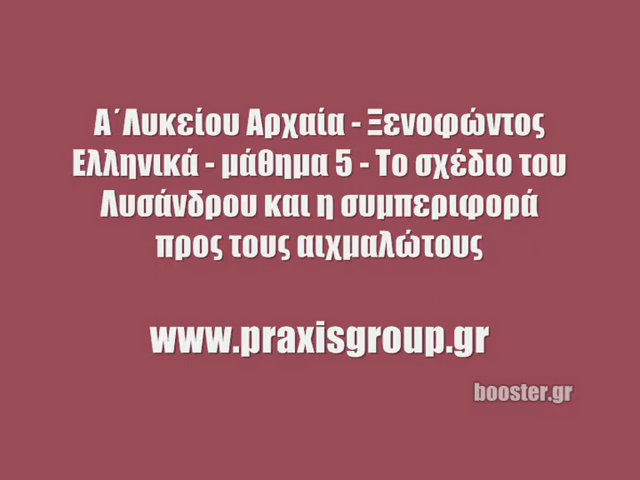 Α΄Λυκείου Αρχαία - Ξενοφώντος
Ελληνικά - μάθημα 5 - Το σχέδιο του
Λυσάνδρου και η συμπεριφορά
προς τους αιχμαλώτους
www.praxisgroup.gr
booster.gr